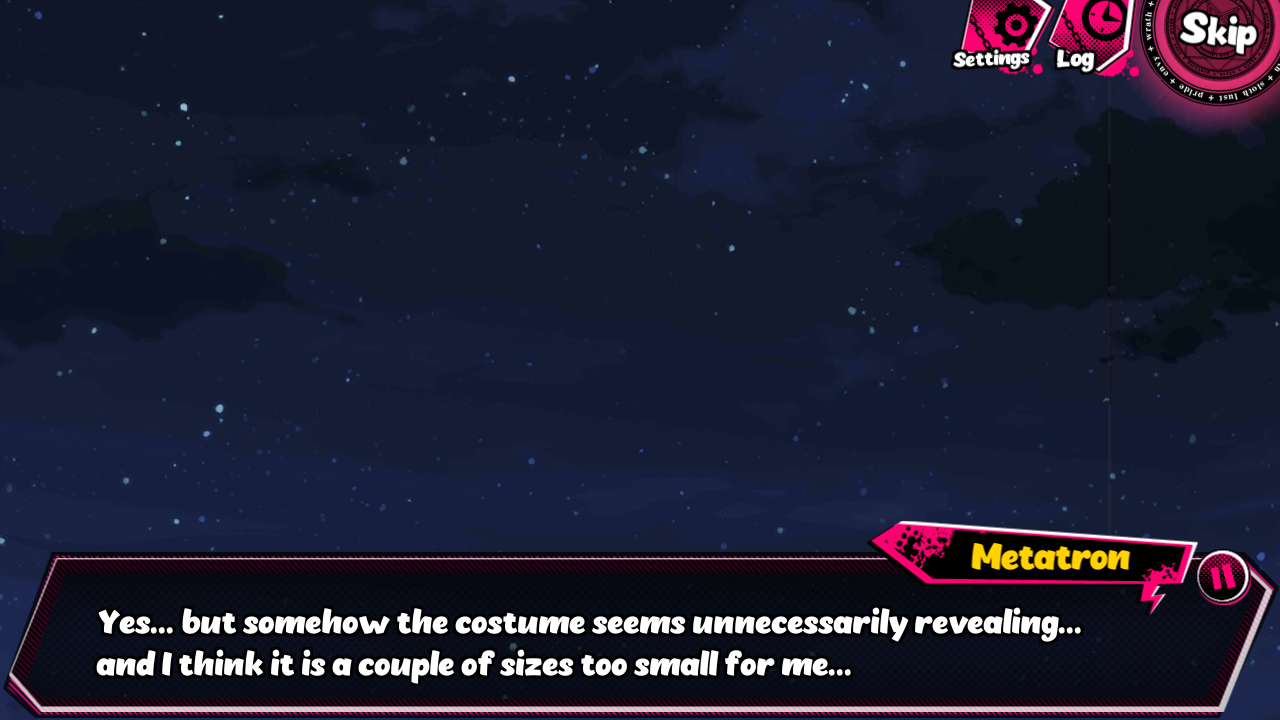 Settings
Log
Skip
wrath + envy + pride + lust + sloth
Metatron
Yes... but somehow the costume seems unnecessarily revealing...
and I think it is a couple of sizes too small for me...